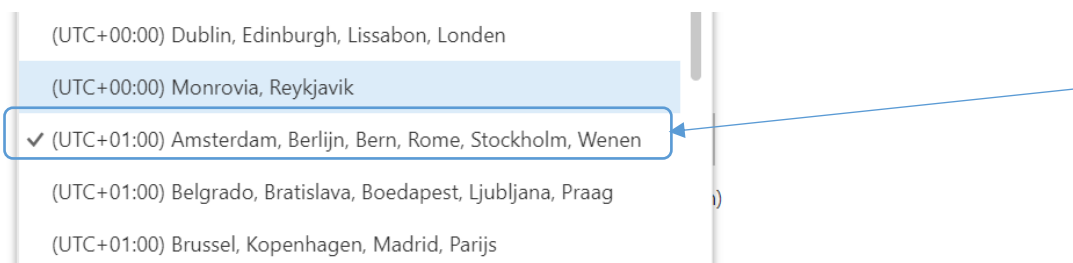 (UTC+00:00) Dublin, Edinburgh, Lissabon, Londen
(UTC+00:00) Monrovia, Reykjavik
(UTC+01:00) Amsterdam, Berlijn, Bern, Rome, Stockholm, Wenen
(UTC+01:00) Belgrado, Bratislava, Boedapest, Ljubljana, Praag
(UTC+01:00) Brussel, Kopenhagen, Madrid, Parijs